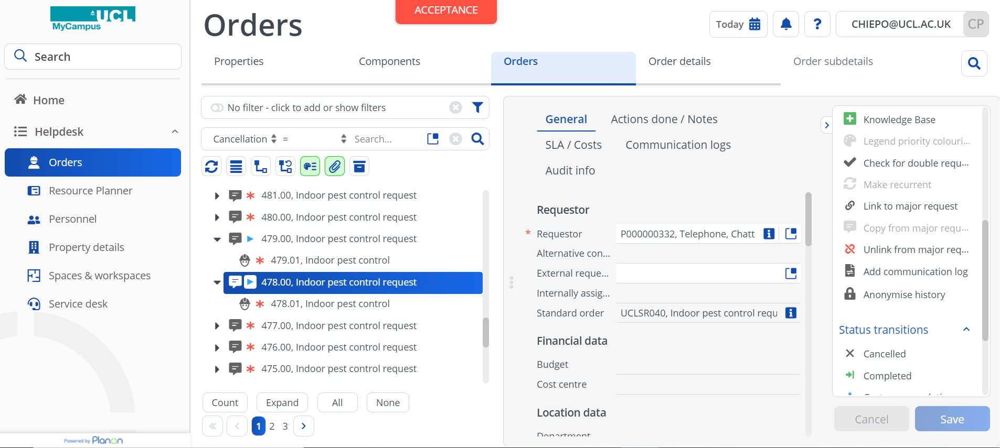 UCL
MyCampus
Search
Home
Helpdesk
Orders
Resource Planner
Personnel
Property details
Spaces & workspaces
Service desk
Powered by Planon
Orders
ACCEPTANCE
Today
?
CHIEPO@UCL.AC.UK
CP
Properties
Components
Orders
Order details
Order subdetails
No filter - click to add or show filters
Cancellation = Search...
481.00, Indoor pest control request
480.00, Indoor pest control request
479.00, Indoor pest control request
479.01, Indoor pest control
478.00, Indoor pest control request
478.01, Indoor pest control
477.00, Indoor pest control request
476.00, Indoor pest control request
475.00, Indoor pest control request
Count Expand All None
« ‹ 1 2 3 ›
General Actions done / Notes
SLA / Costs Communication logs
Audit info
Requestor
* Requestor P000000332, Telephone, Chatt
Alternative con...
External reque...
Internally assig...
Standard order UCLSR040, Indoor pest control requ
Financial data
Budget
Cost centre
Location data
Department
Knowledge Base
Legend priority colouri...
Check for double requ...
Make recurrent
Link to major request
Copy from major requ...
Unlink from major req...
Add communication log
Anonymise history
Status transitions
Cancelled
Completed
Cancel Save